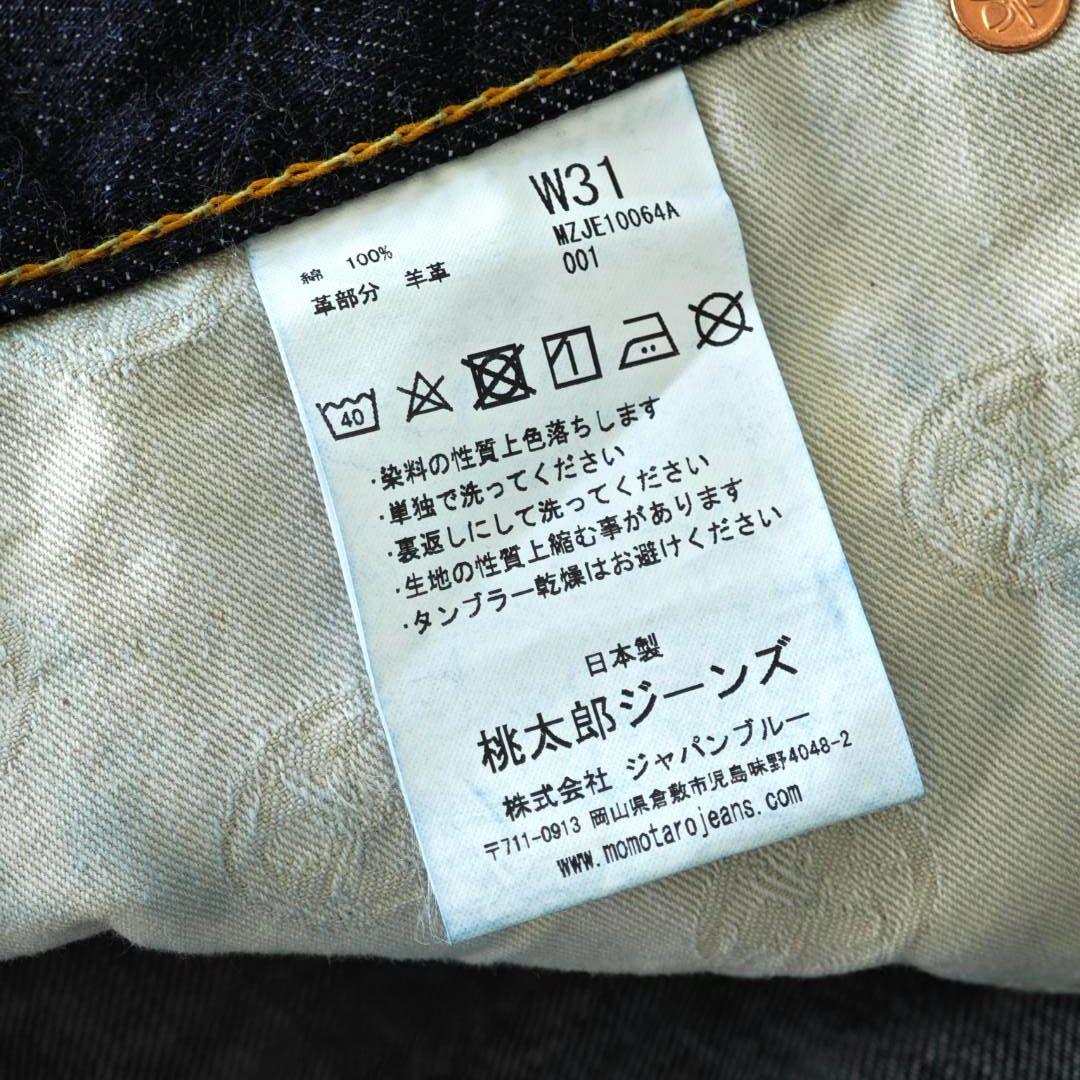 W31
MZJE10064A
001
綿 100%
革部分 羊革
40
・染料の性質上色落ちします
・単独で洗ってください
・裏返しにして洗ってください
・生地の性質上縮む事があります
・タンブラー乾燥はお避けください
日本製
桃太郎ジーンズ
株式会社 ジャパンブルー
〒711-0913 岡山県倉敷市児島味野4048-2
www.momotarojeans.com